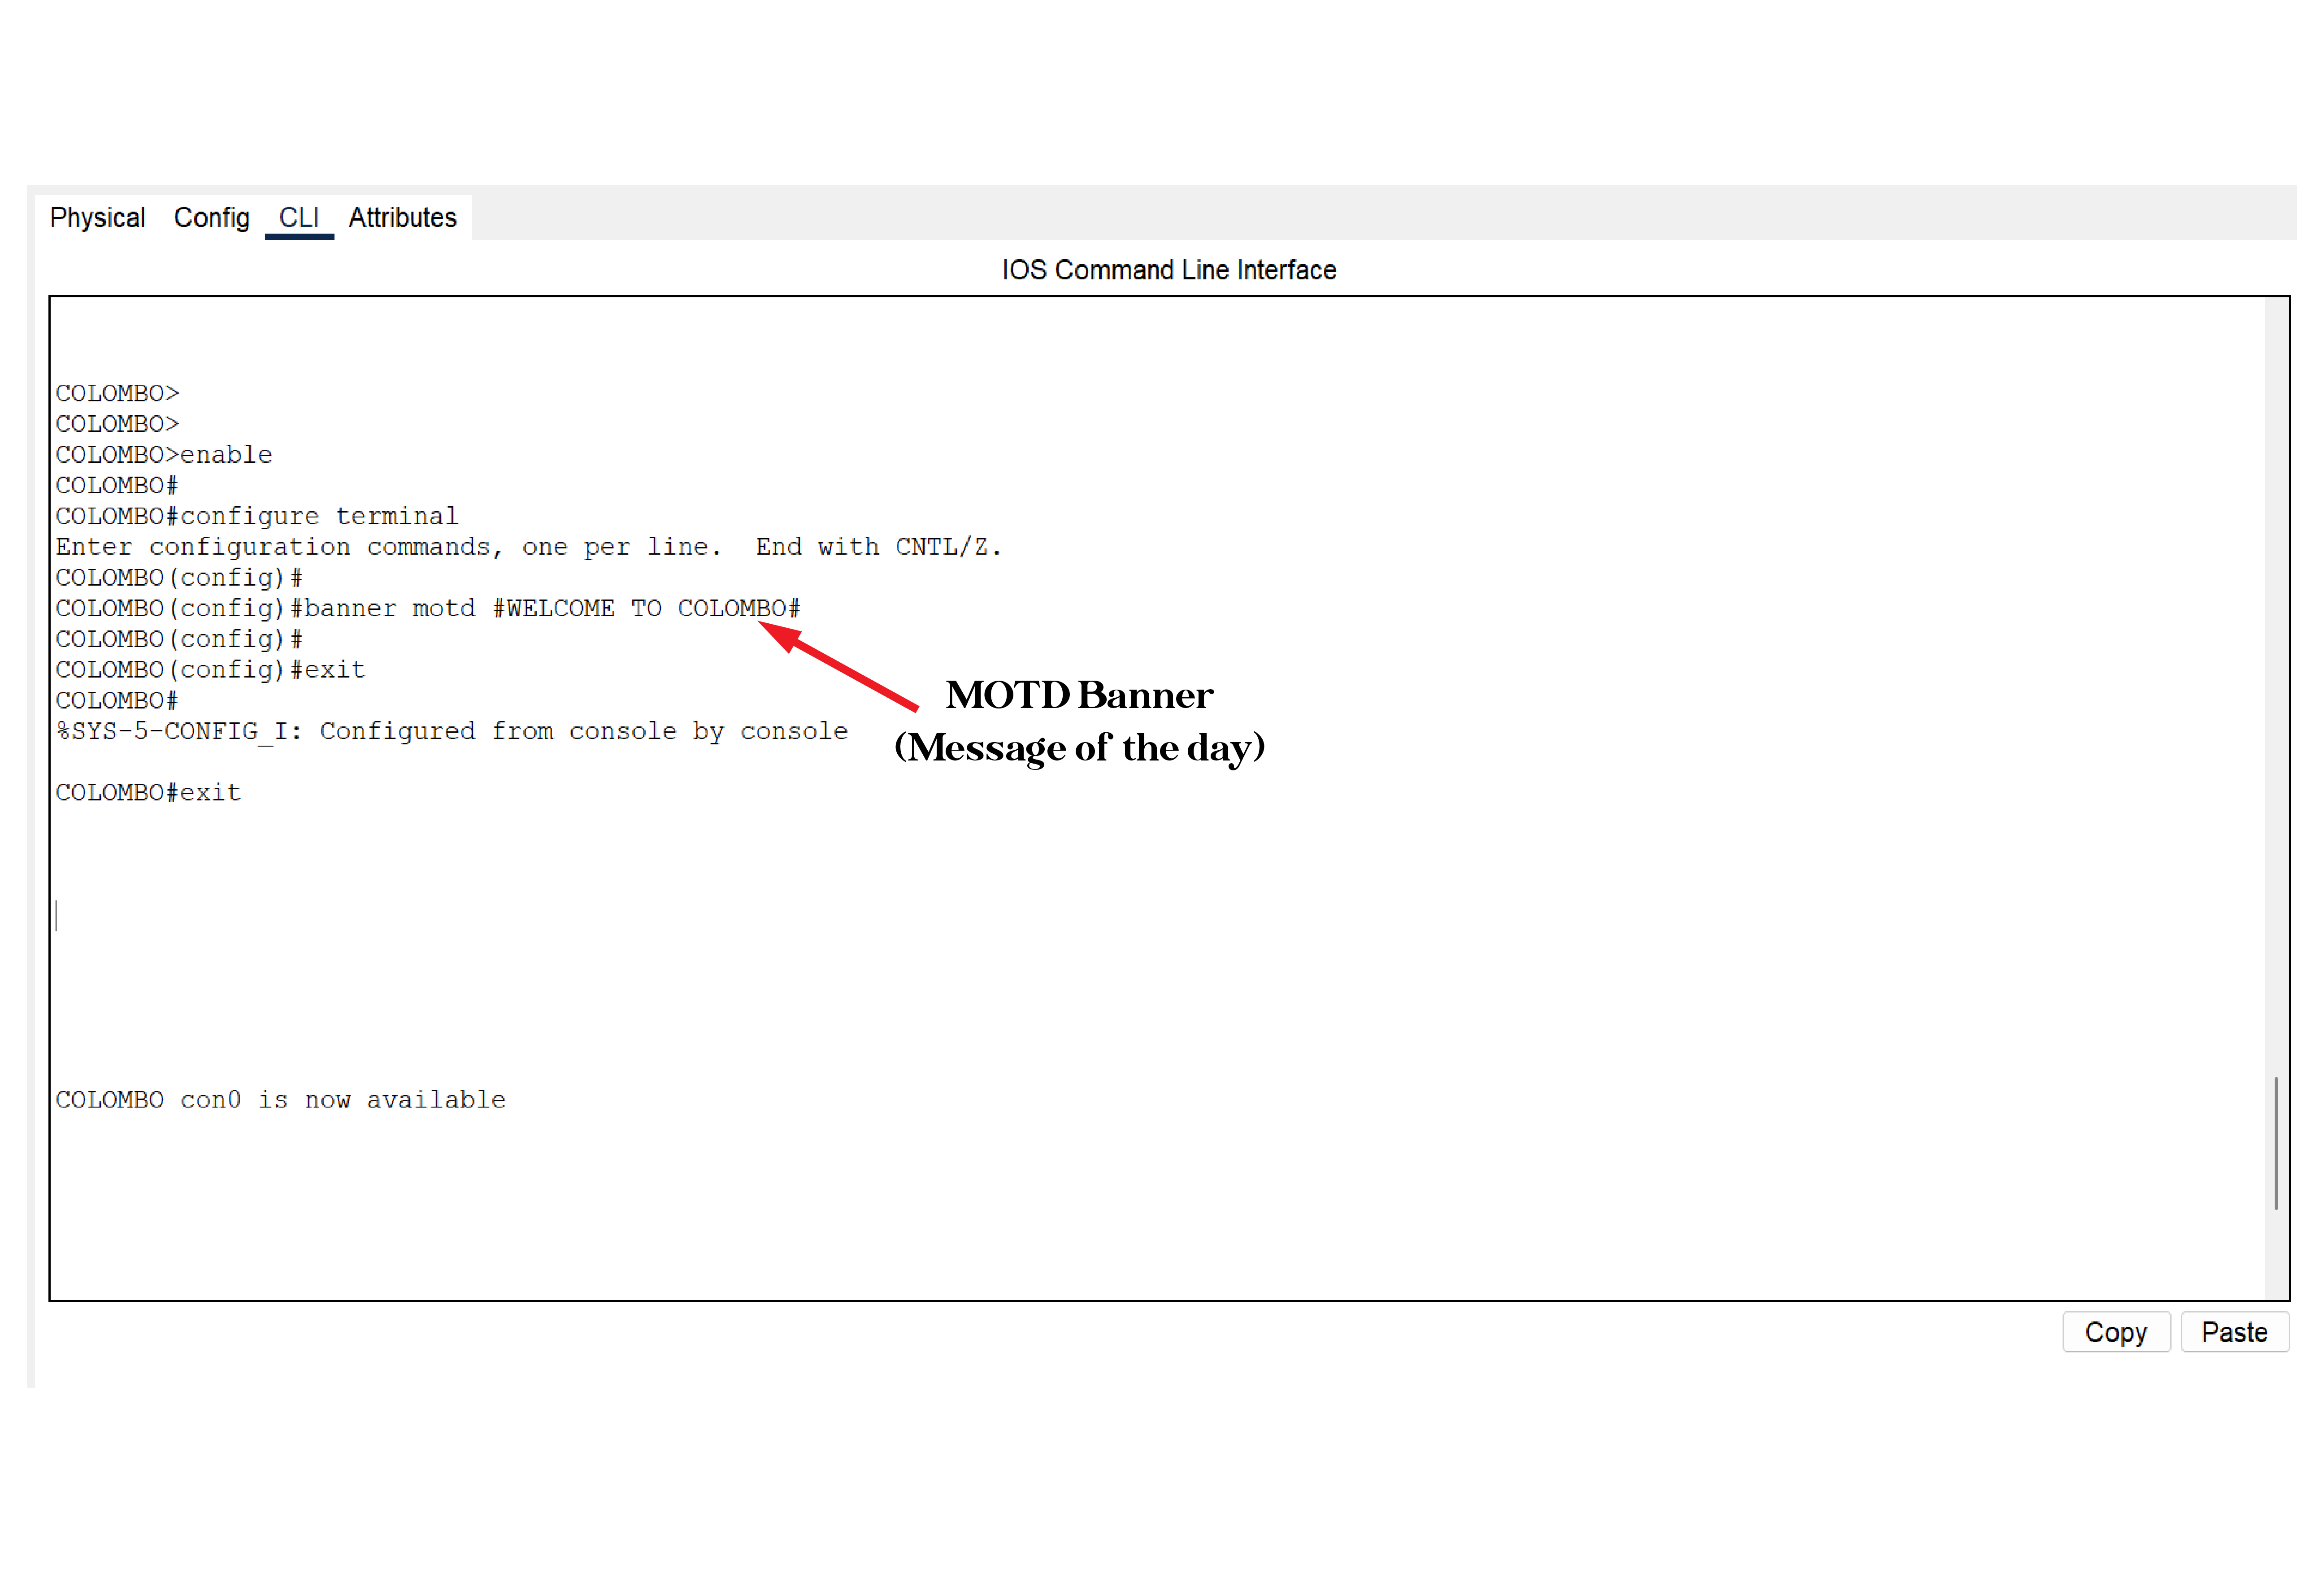 Physical Config CLI Attributes
IOS Command Line Interface
COLOMBO>
COLOMBO>
COLOMBO>enable
COLOMBO#
COLOMBO#configure terminal
Enter configuration commands, one per line.  End with CNTL/Z.
COLOMBO(config)#
COLOMBO(config)#banner motd #WELCOME TO COLOMBO#
COLOMBO(config)#
COLOMBO(config)#exit
COLOMBO#
%SYS-5-CONFIG_I: Configured from console by console
MOTD Banner
(Message of the day)
COLOMBO#exit
COLOMBO con0 is now available
Copy Paste